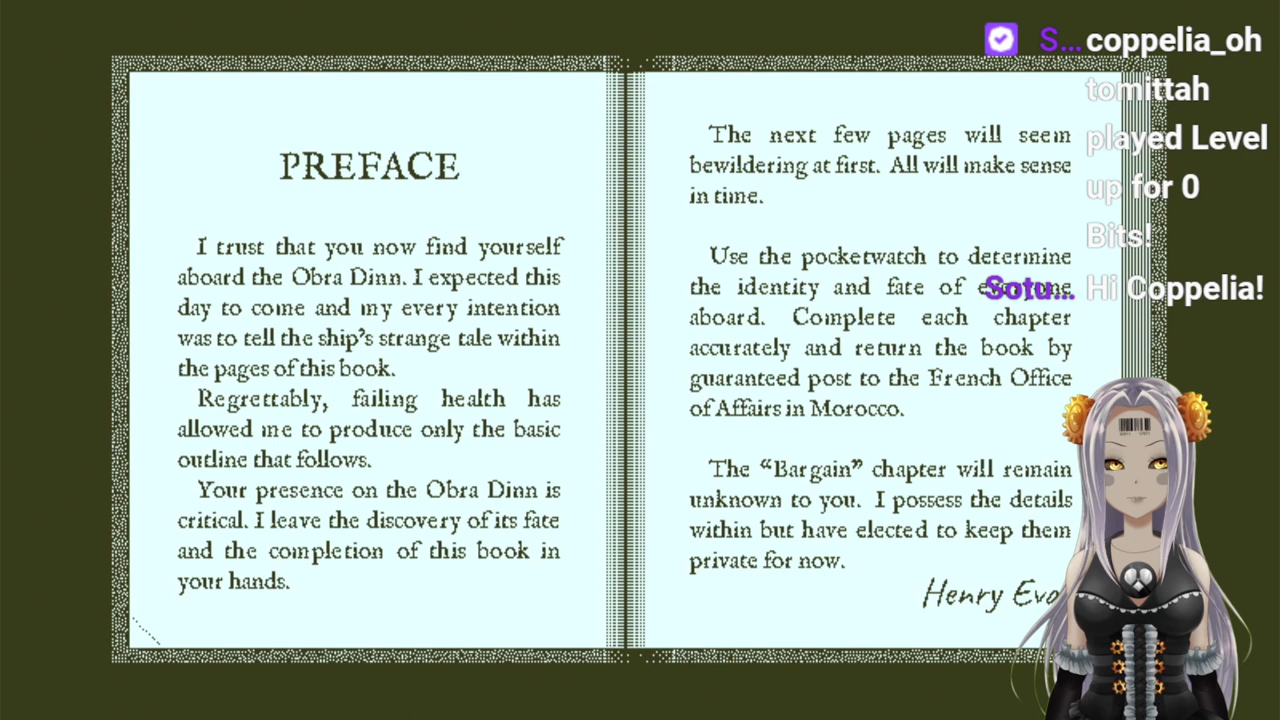 PREFACE
I trust that you now find yourself
aboard the Obra Dinn. I expected this
day to come and my every intention
was to tell the ship's strange tale within
the pages of this book.
Regrettably, failing health has
allowed me to produce only the basic
outline that follows.
Your presence on the Obra Dinn is
critical. I leave the discovery of its fate
and the completion of this book in
your hands.
The next few pages will seem
bewildering at first. All will make sense
in time.
Use the pocketwatch to determine
the identity and fate of everyone
aboard. Complete each chapter
accurately and return the book by
guaranteed post to the French Office
of Affairs in Morocco.
The “Bargain” chapter will remain
unknown to you. I possess the details
within but have elected to keep them
private for now.
Henry
S... coppelia_oh
tomittah
played Level
up for 0
Bits!
Sotu... Hi Coppelia!